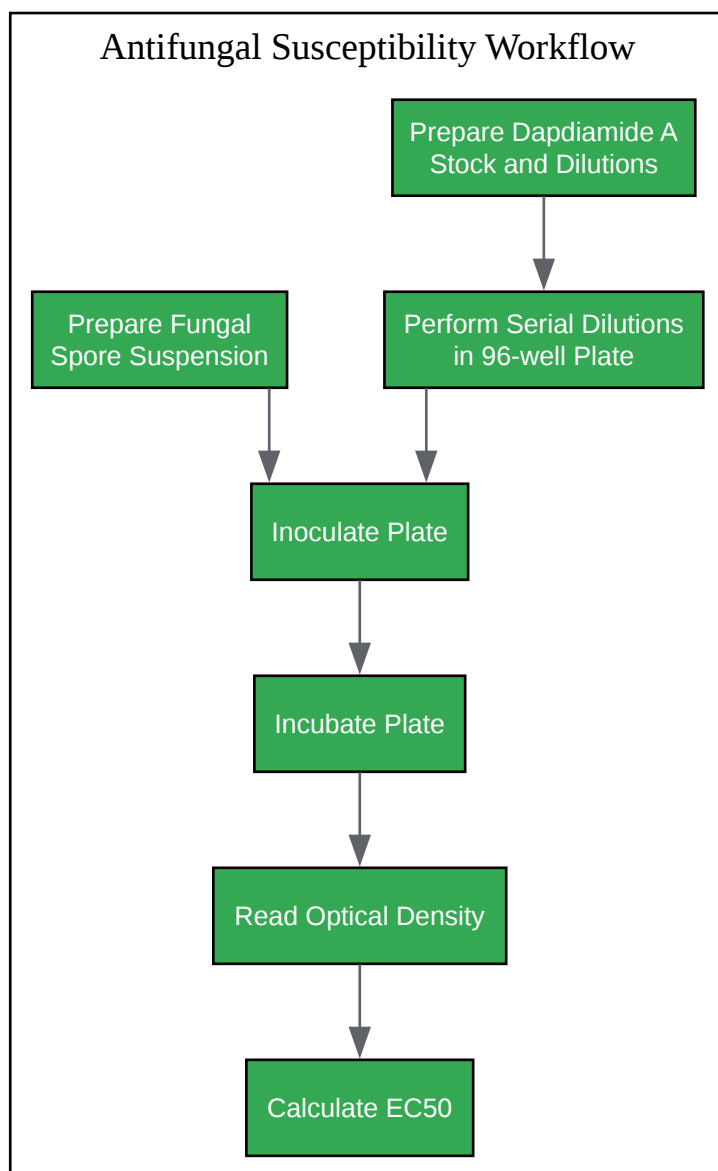 Antifungal Susceptibility Workflow
Prepare Dapdiamide A
Stock and Dilutions
Prepare Fungal
Spore Suspension
Perform Serial Dilutions
in 96-well Plate
Inoculate Plate
Incubate Plate
Read Optical Density
Calculate EC50